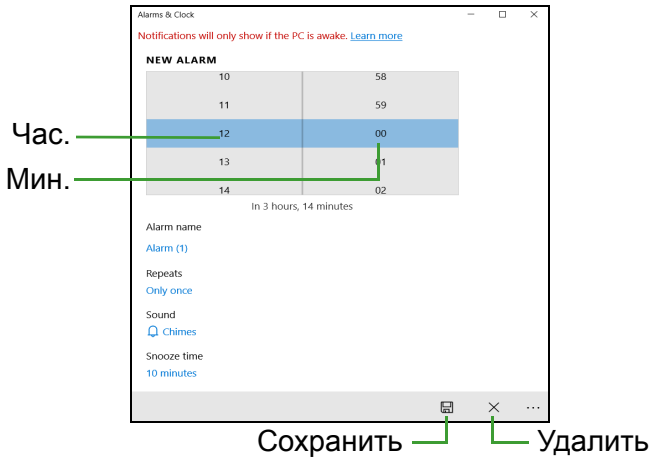 Alarms & Clock
Notifications will only show if the PC is awake. Learn more
NEW ALARM
10 58
11 59
Час. 12 00
13 01
Мин.
14 02
In 3 hours, 14 minutes
Alarm name
Alarm (1)
Repeats
Only once
Sound
Chimes
Snooze time
10 minutes
...
Сохранить Удалить